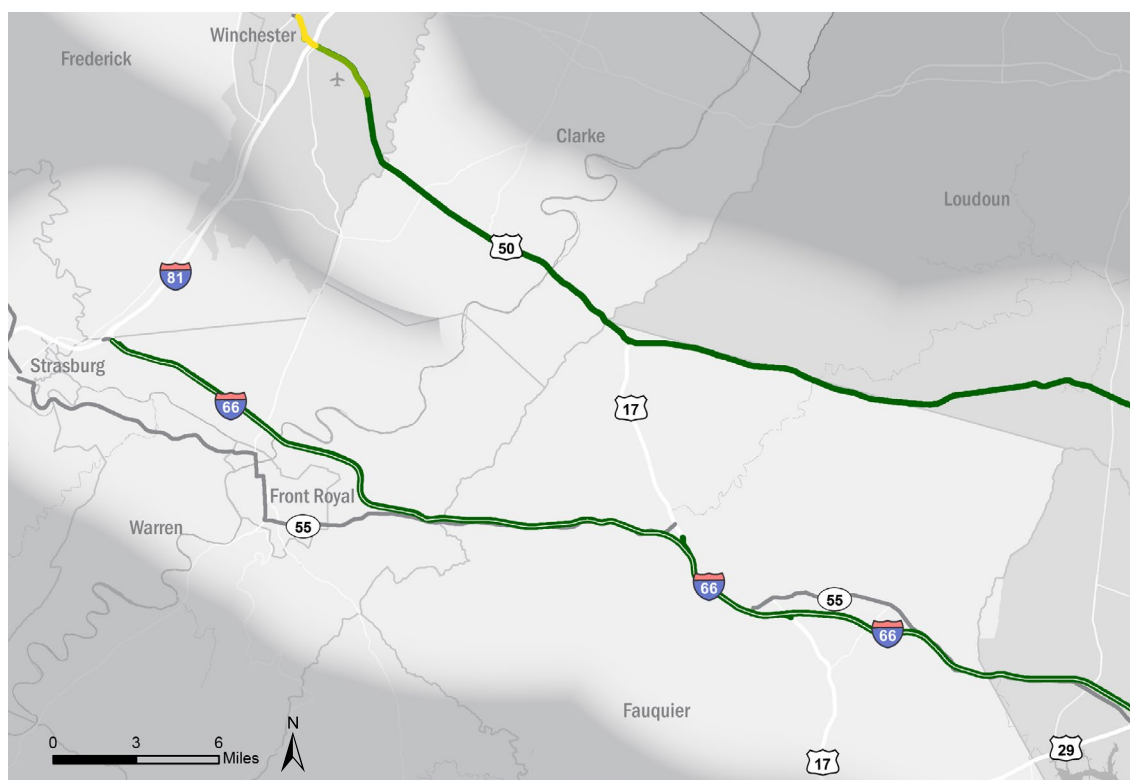 Winchester
Frederick
Clarke
Loudoun
50
81
Strasburg
66
17
Front Royal
55
Warren
66
55
66
Fauquier
N
0 3 6
Miles
17
29